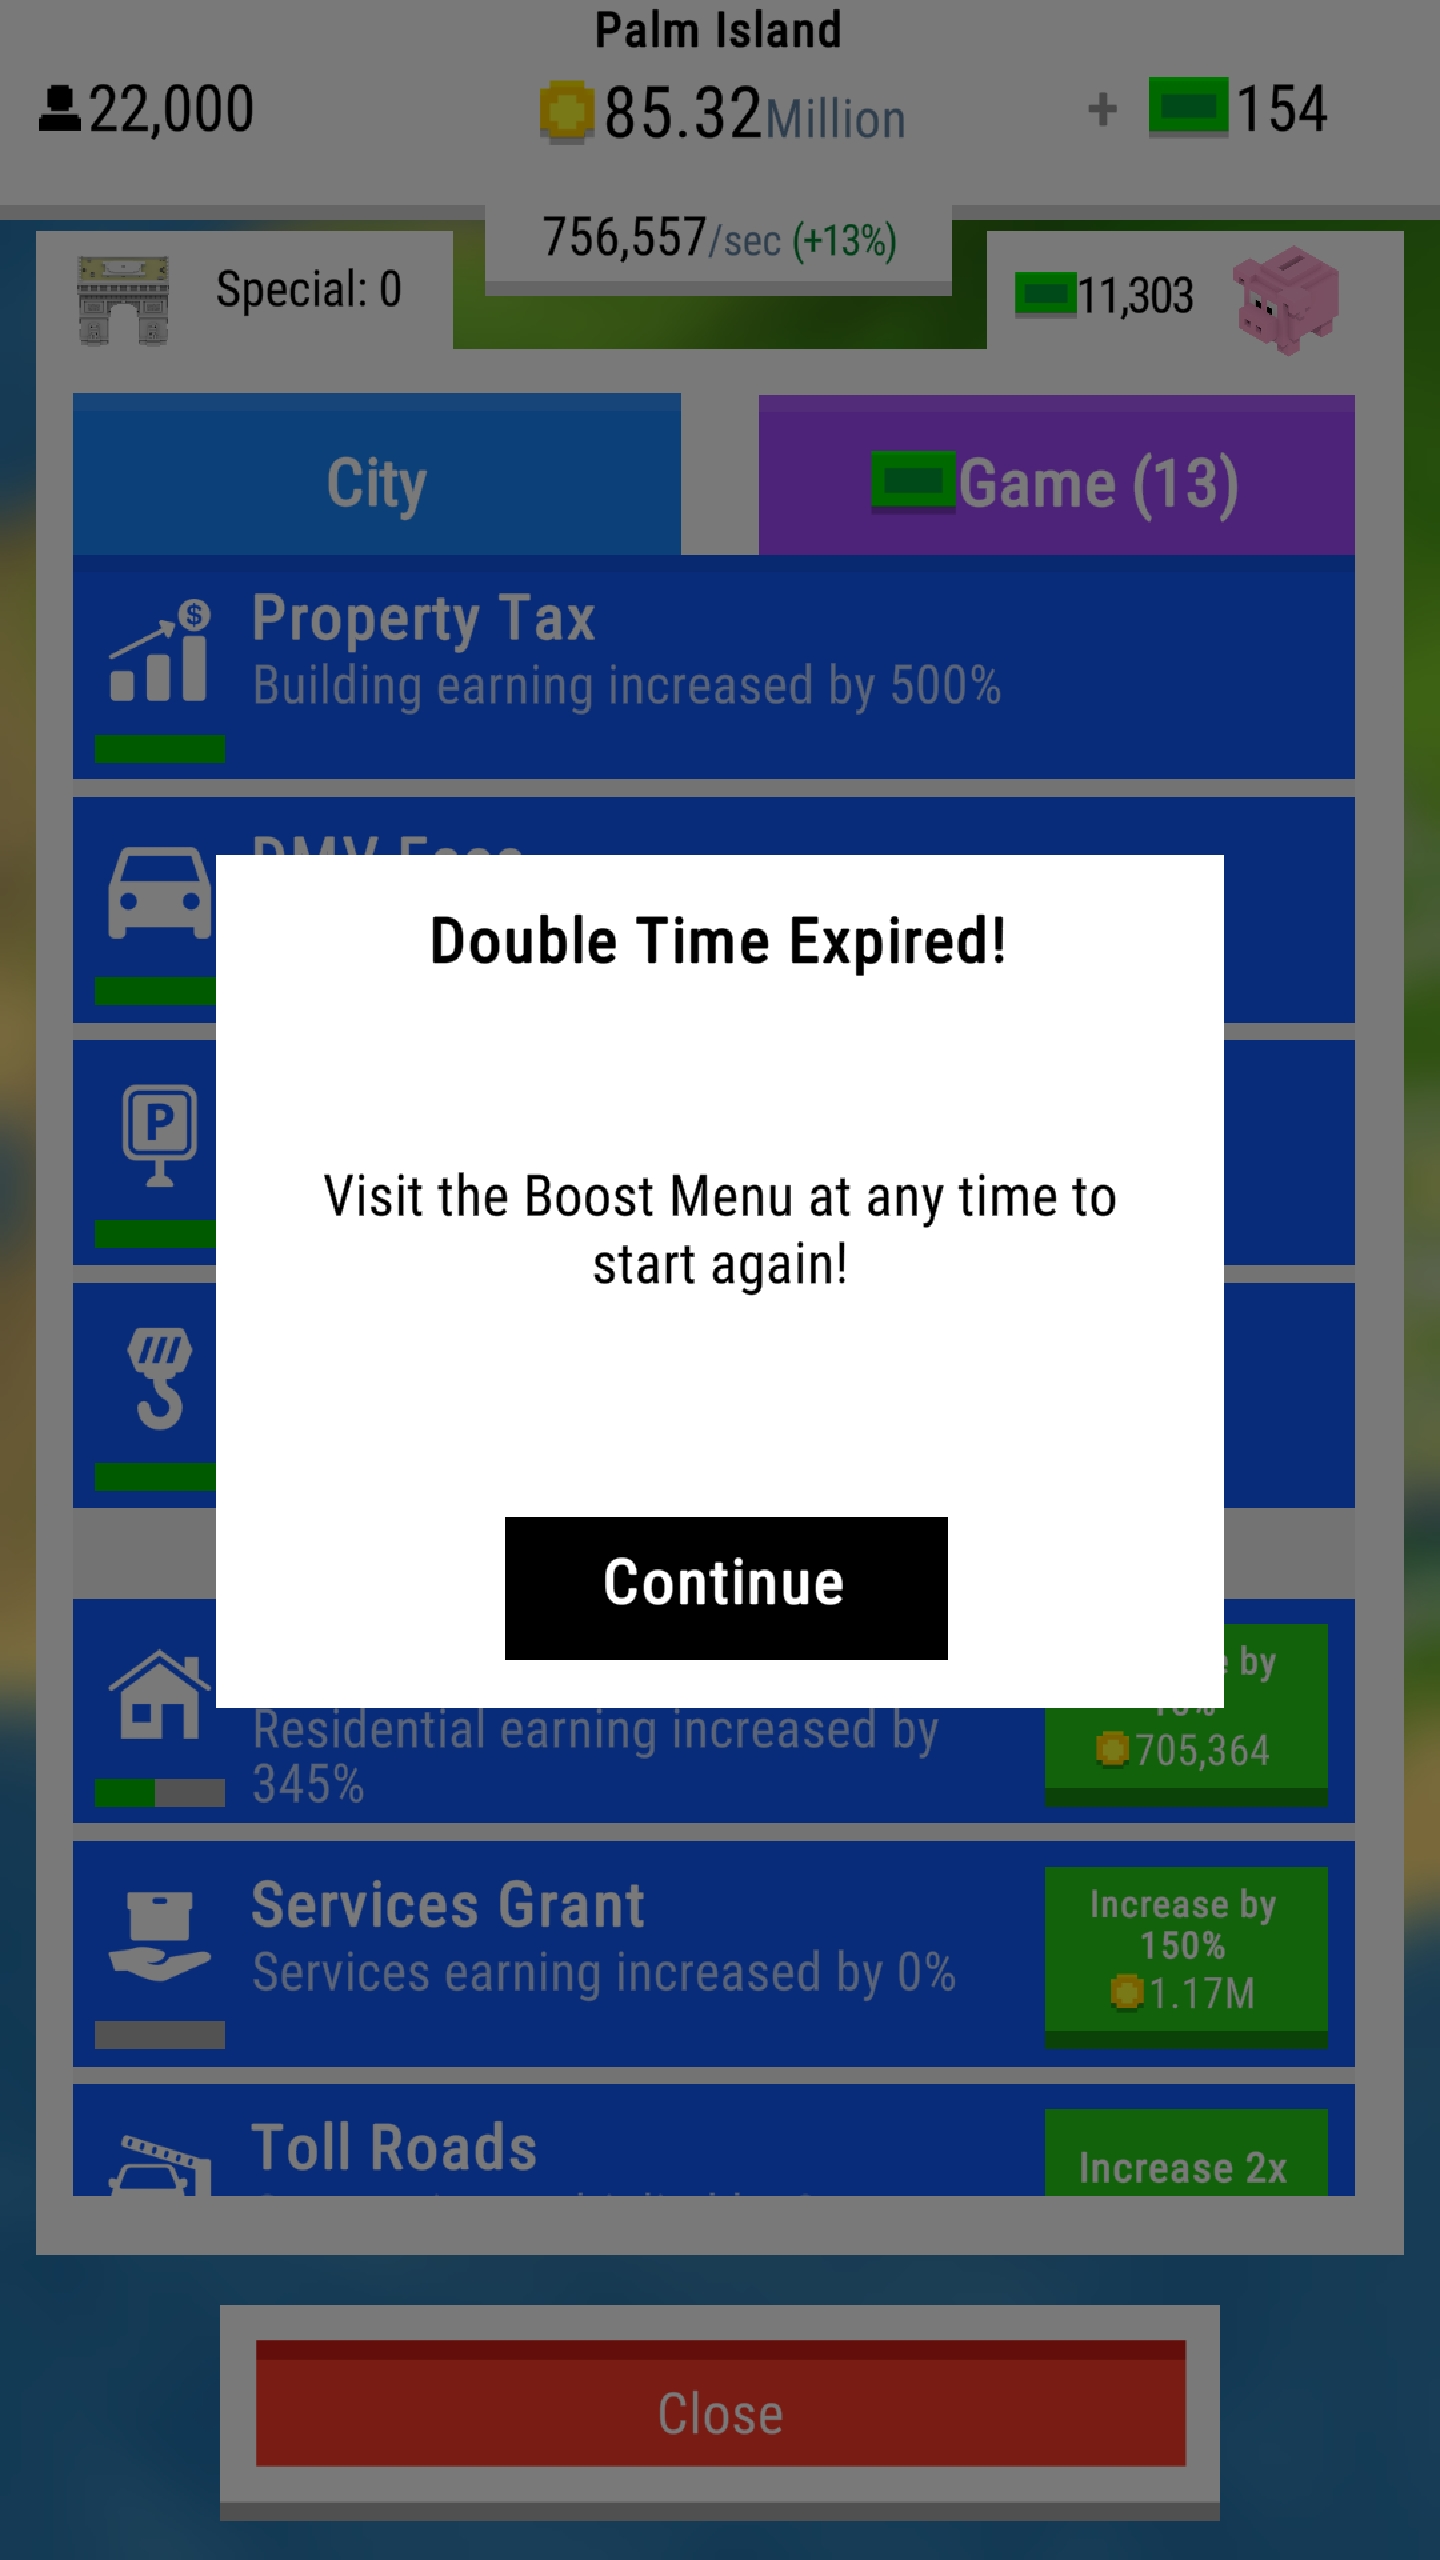 Palm Island
22,000
85.32Million
+ 154
756,557/sec (+13%)
Special: 0
11,303
City
Game (13)
$
Property Tax
Building earning increased by 500%
Double Time Expired!
P
Visit the Boost Menu at any time to
start again!
Continue
by
Residential earning increased by
345%
705,364
Services Grant
Services earning increased by 0%
Increase by
150%
1.17M
Toll Roads
Increase 2x
Close